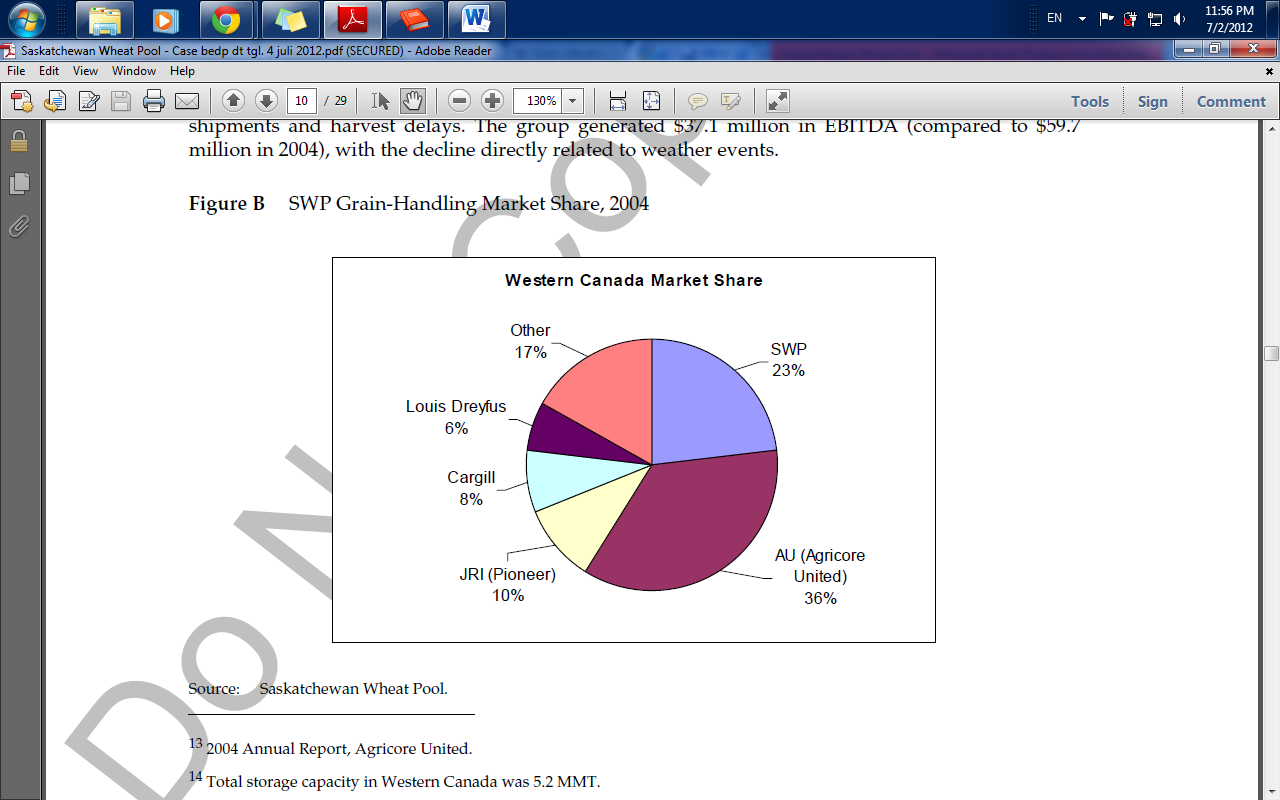 EN
11:56 PM
7/2/2012
Saskatchewan Wheat Pool - Case bedp dt tgl. 4 juli 2012.pdf (SECURED) - Adobe Reader
File Edit View Window Help
10 / 29
130%
Tools Sign Comment
shipments and harvest delays. The group generated $37.1 million in EBITDA (compared to $59.7
million in 2004), with the decline directly related to weather events.
Figure B SWP Grain-Handling Market Share, 2004
Western Canada Market Share
Other
17%
SWP
23%
Louis Dreyfus
6%
Cargill
8%
JRI (Pioneer)
10%
AU (Agricore
United)
36%
Source: Saskatchewan Wheat Pool.
13 2004 Annual Report, Agricore United.
14 Total storage capacity in Western Canada was 5.2 MMT.
Do N Cop